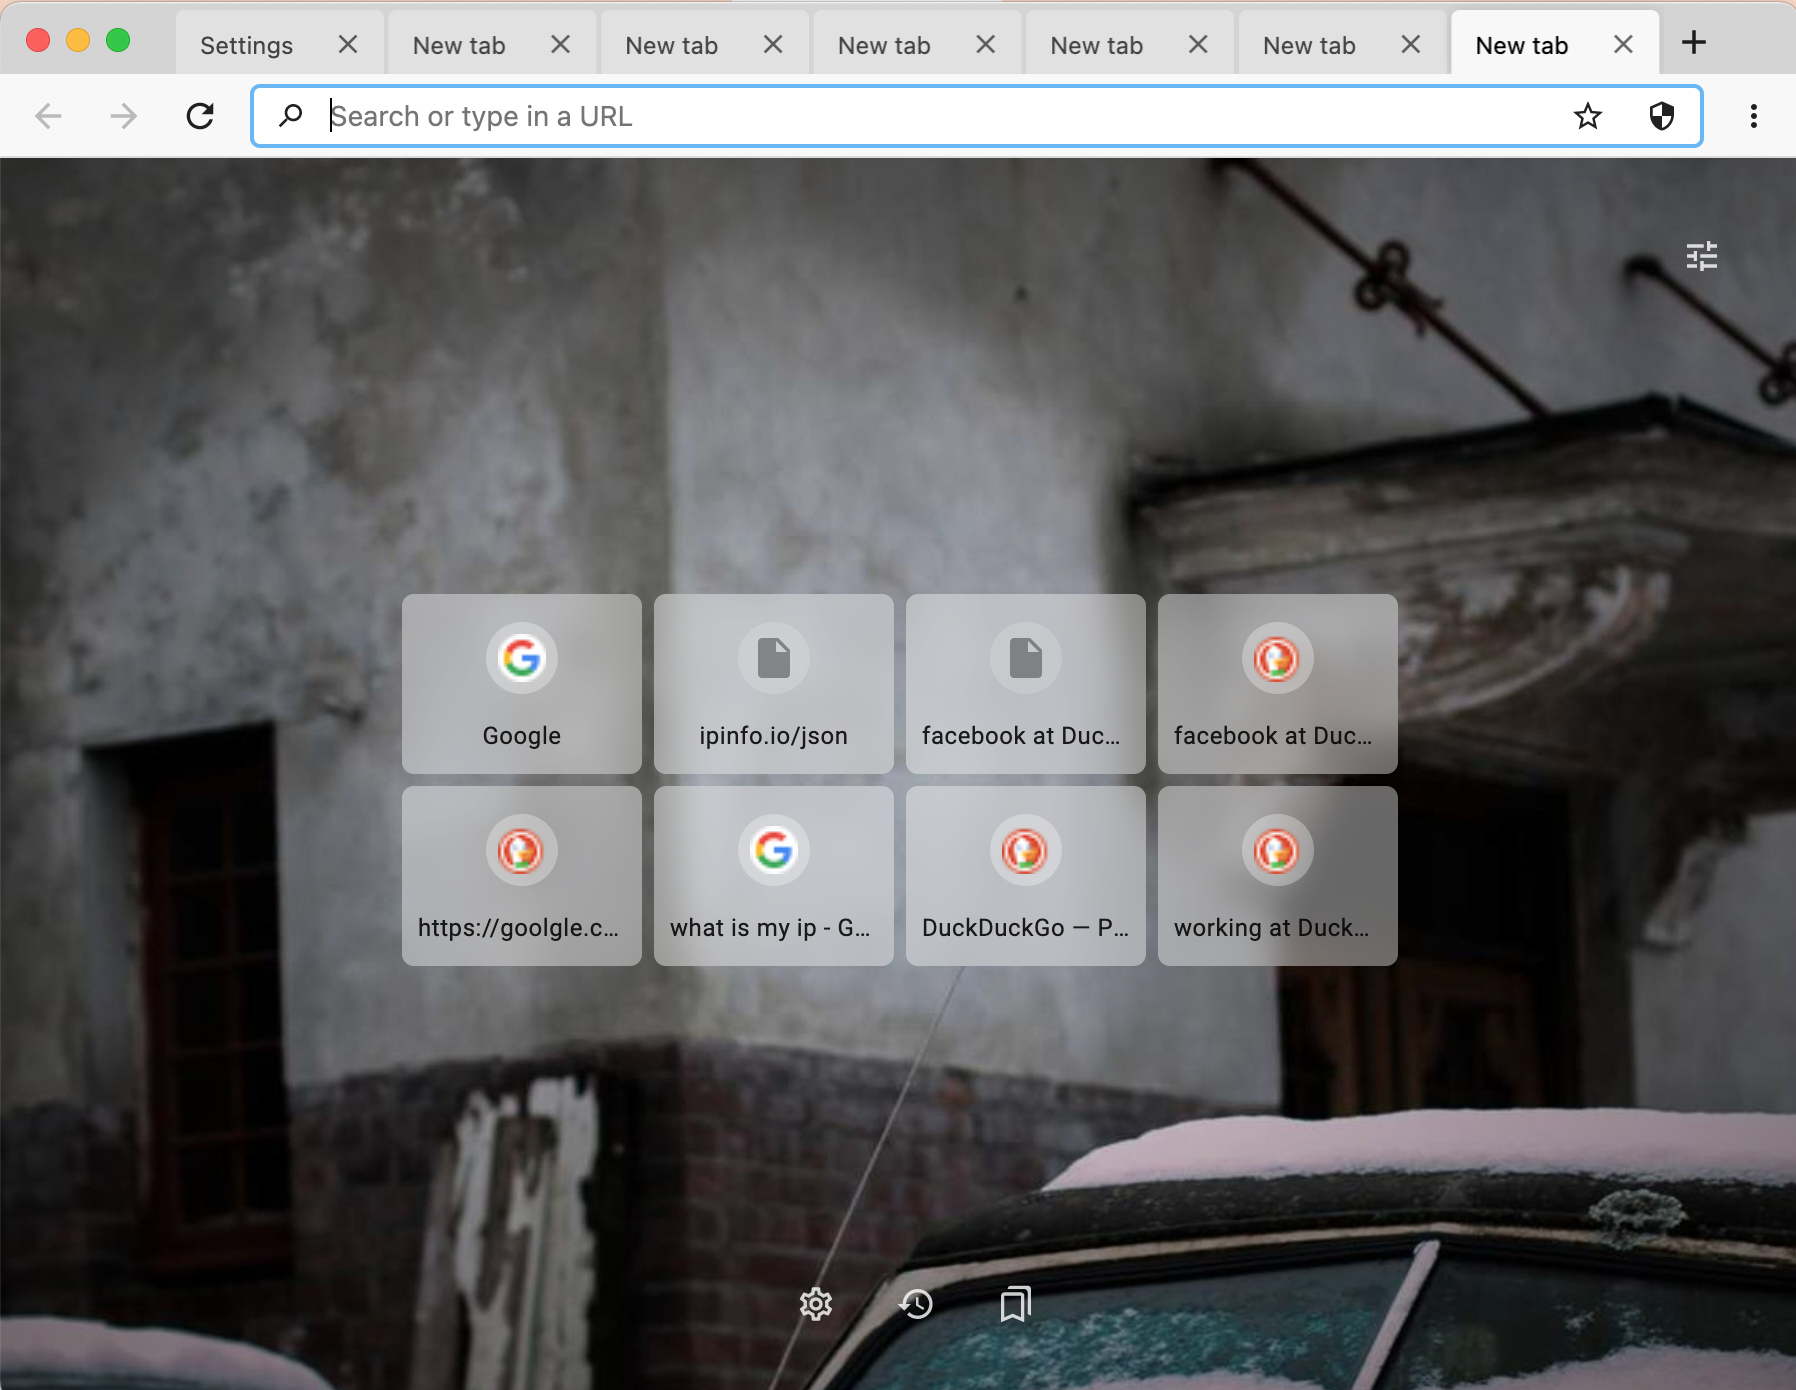 Settings
New tab
New tab
New tab
New tab
New tab
New tab
Search or type in a URL
Google
ipinfo.io/json
facebook at Duc...
facebook at Duc...
https://goolgle.c...
what is my ip - G...
DuckDuckGo — P...
working at Duck...